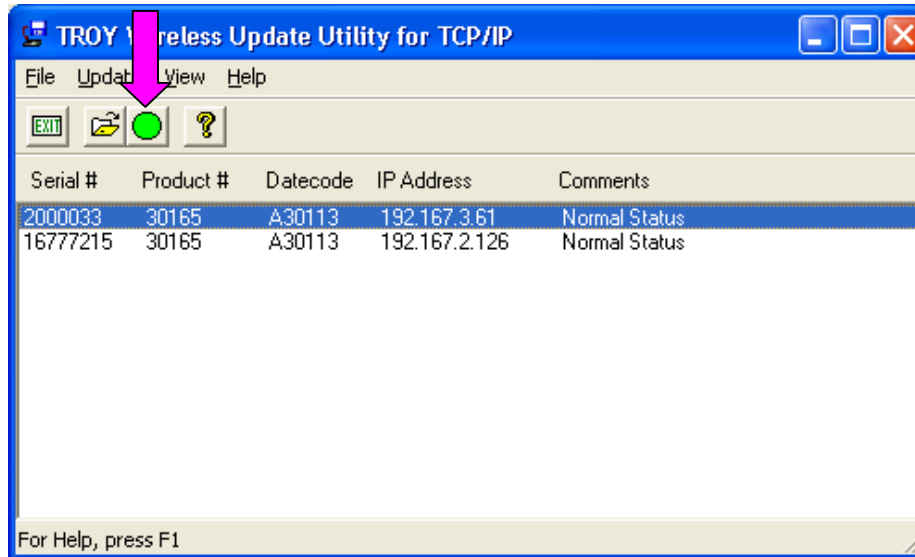 TROY Wireless Update Utility for TCP/IP
File Update View Help
EXIT ?
Serial # Product # Datecode IP Address Comments
2000033 30165 A30113 192.167.3.61 Normal Status
16777215 30165 A30113 192.167.2.126 Normal Status
For Help, press F1